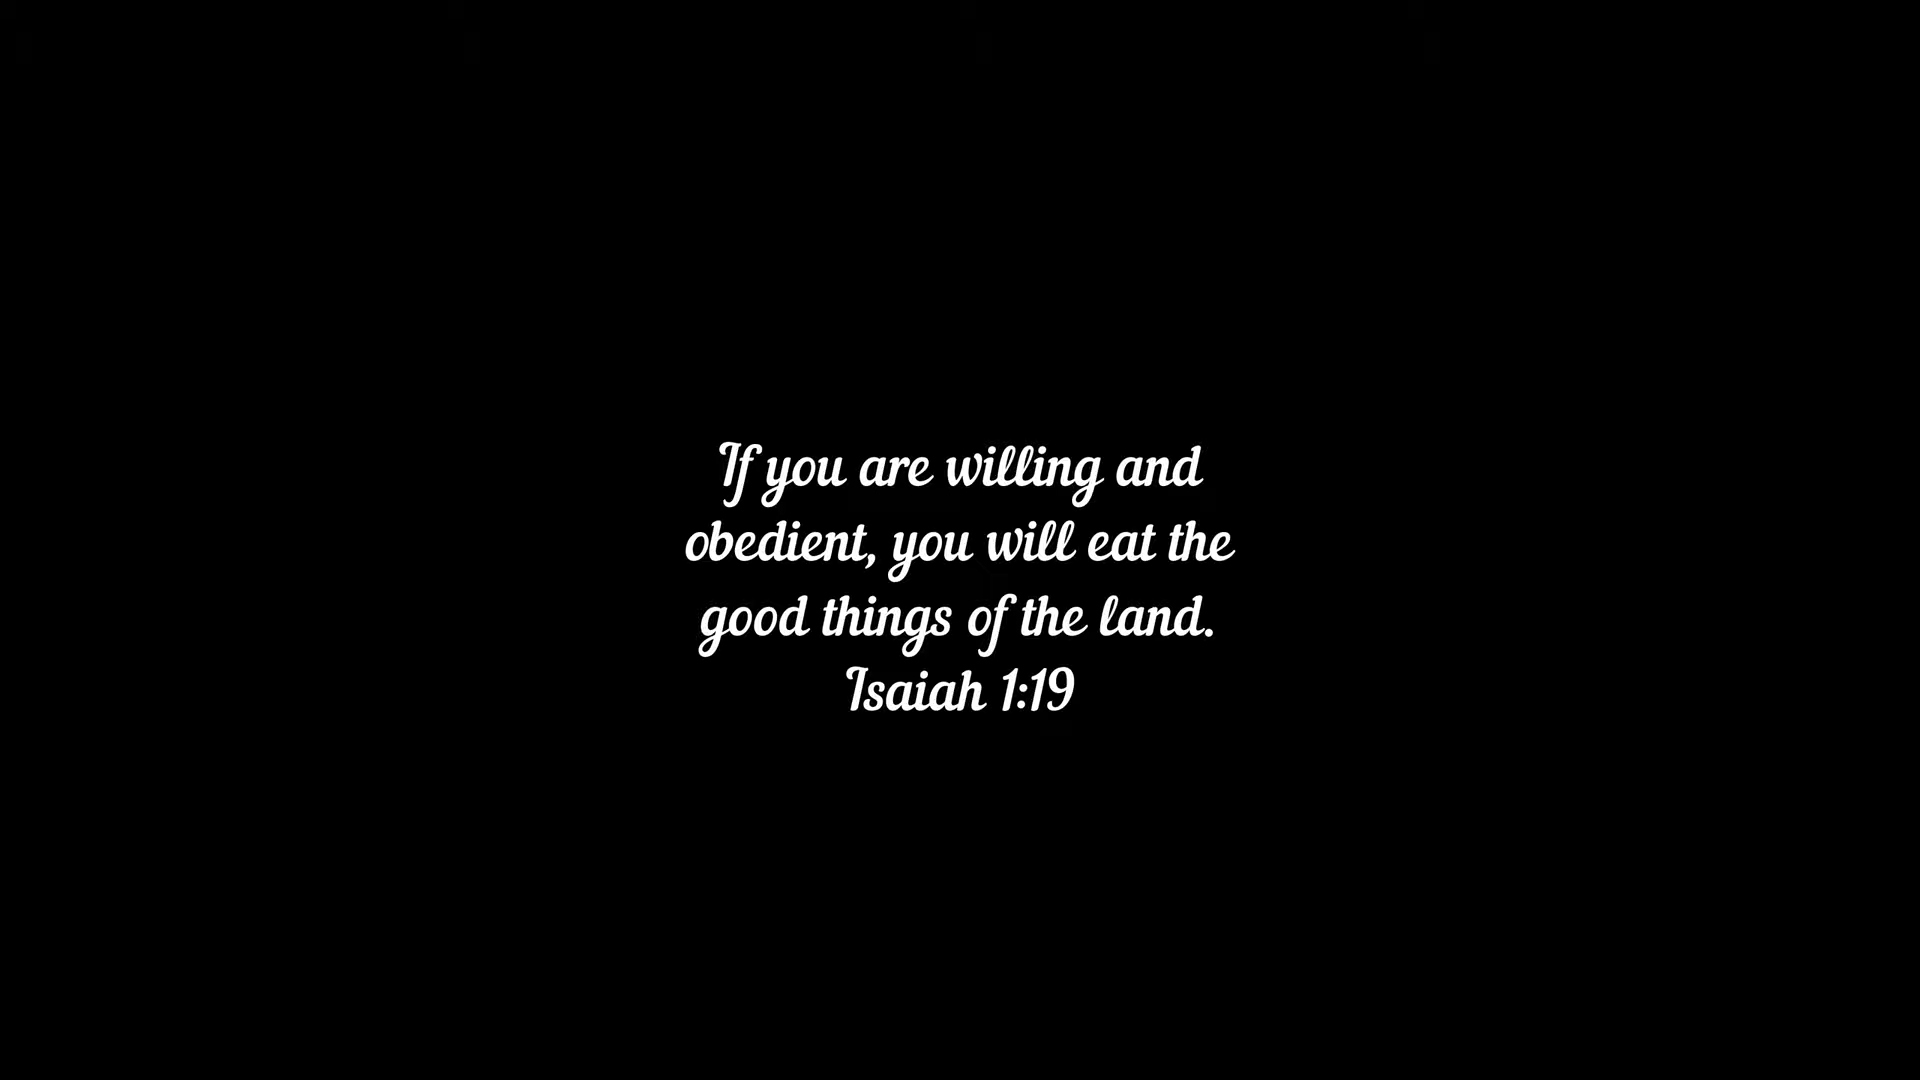 If you are willing and
obedient, you will eat the
good things of the land.
Isaiah 1:19